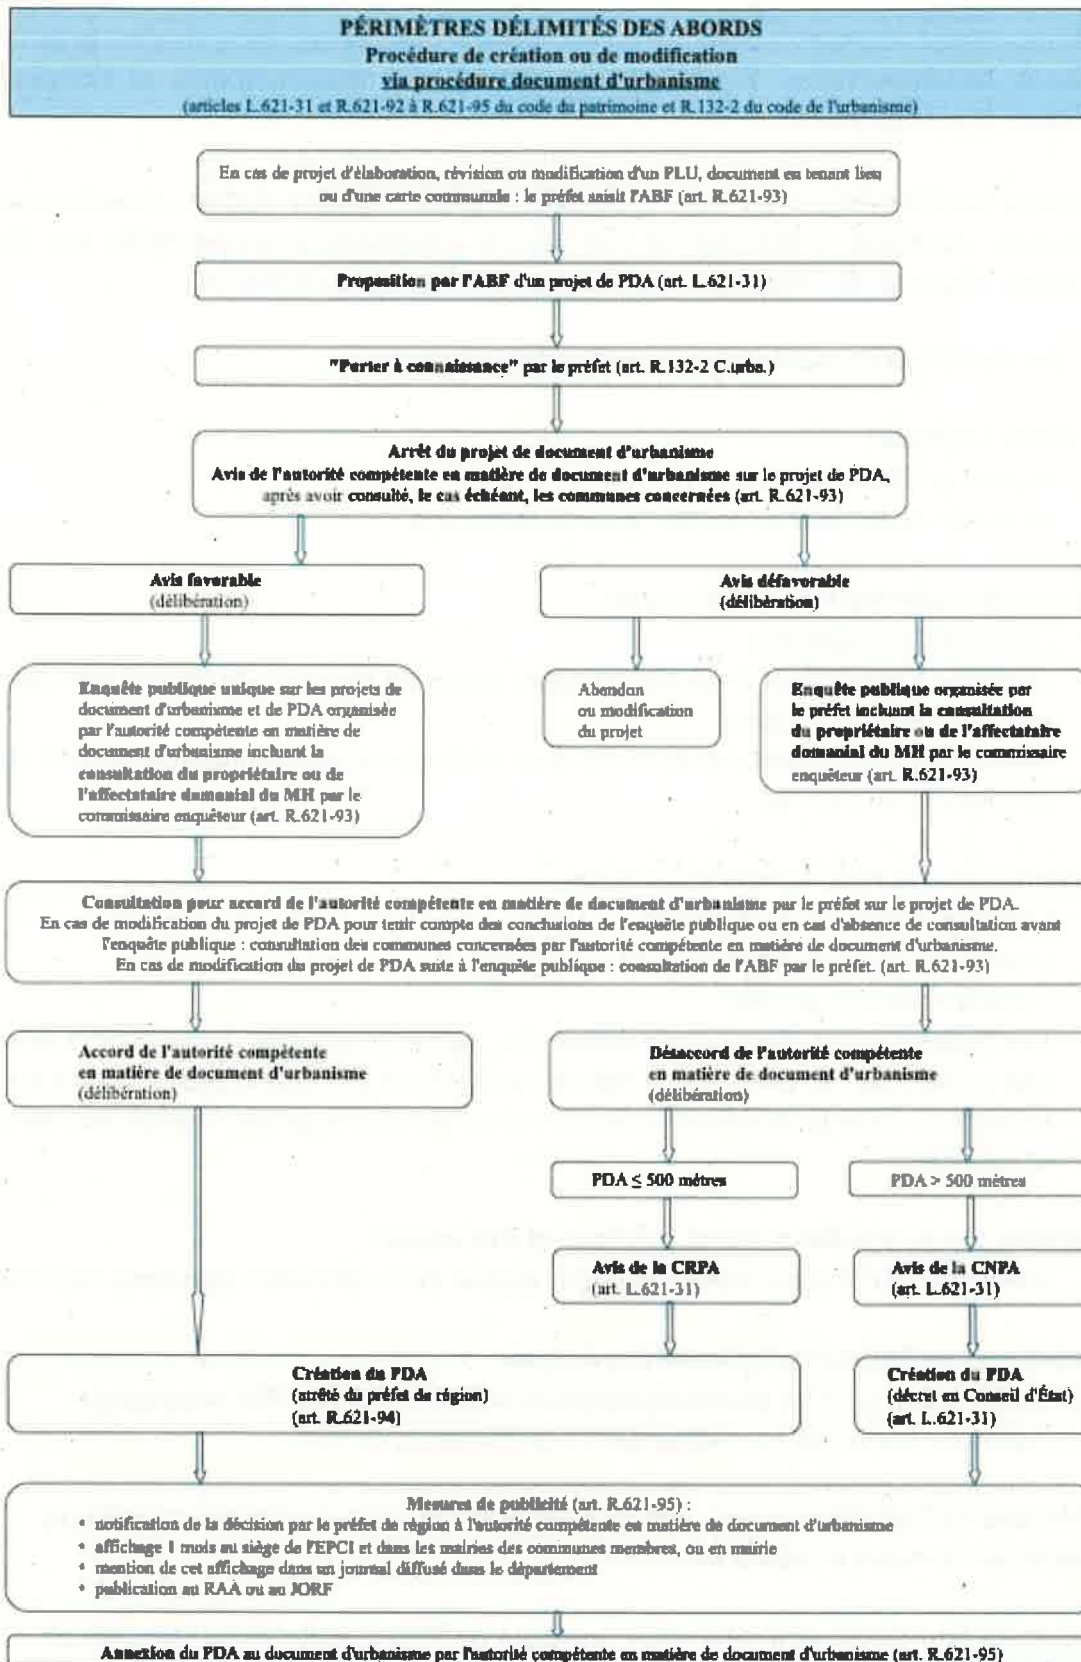 PÉRIMÈTRES DÉLIMITÉS DES ABORDS
Procédure de création ou de modification
via procédure document d'urbanisme
(articles L.621-31 et R.621-92 à R.621-95 du code du patrimoine et R.132-2 du code de l'urbanisme)
En cas de projet d'élaboration, révision ou modification d'un PLU, document en tenant lieu
ou d'une carte communale : le préfet saisit l'ABF (art. R.621-93)
Proposition par l'ABF d'un projet de PDA (art. L.621-31)
"Porter à connaissance" par le préfet (art. R.132-2 C.urba.)
Arrêt du projet de document d'urbanisme
Avis de l'autorité compétente en matière de document d'urbanisme sur le projet de PDA,
après avoir consulté, le cas échéant, les communes concernées (art. R.621-93)
Avis favorable
(délibération)
Avis défavorable
(délibération)
Enquête publique unique sur les projets de
document d'urbanisme et de PDA organisée
par l'autorité compétente en matière de
document d'urbanisme incluant la
consultation du propriétaire ou de
l'affectataire domanial du MH par le
commissaire enquêteur (art. R.621-93)
Abandon
ou modification
du projet
Enquête publique organisée par
le préfet incluant la consultation
du propriétaire ou de l'affectataire
domanial du MH par le commissaire
enquêteur (art. R.621-93)
Consultation pour accord de l'autorité compétente en matière de document d'urbanisme par le préfet sur le projet de PDA.
En cas de modification du projet de PDA pour tenir compte des conclusions de l'enquête publique ou en cas d'absence de consultation avant
l'enquête publique : consultation des communes concernées par l'autorité compétente en matière de document d'urbanisme.
En cas de modification du projet de PDA suite à l'enquête publique : consultation de l'ABF par le préfet. (art. R.621-93)
Accord de l'autorité compétente
en matière de document d'urbanisme
(délibération)
Désaccord de l'autorité compétente
en matière de document d'urbanisme
(délibération)
PDA ≤ 500 mètres
PDA > 500 mètres
Avis de la CRPA
(art. L.621-31)
Avis de la CNPA
(art. L.621-31)
Création du PDA
(arrêté du préfet de région)
(art. R.621-94)
Création du PDA
(décret en Conseil d'État)
(art. L.621-31)
Mesures de publicité (art. R.621-95) :
• notification de la décision par le préfet de région à l'autorité compétente en matière de document d'urbanisme
• affichage 1 mois au siège de l'EPCI et dans les mairies des communes membres, ou en mairie
• mention de cet affichage dans un journal diffusé dans le département
• publication au RAA ou au JORF
Annexion du PDA au document d'urbanisme par l'autorité compétente en matière de document d'urbanisme (art. R.621-95)